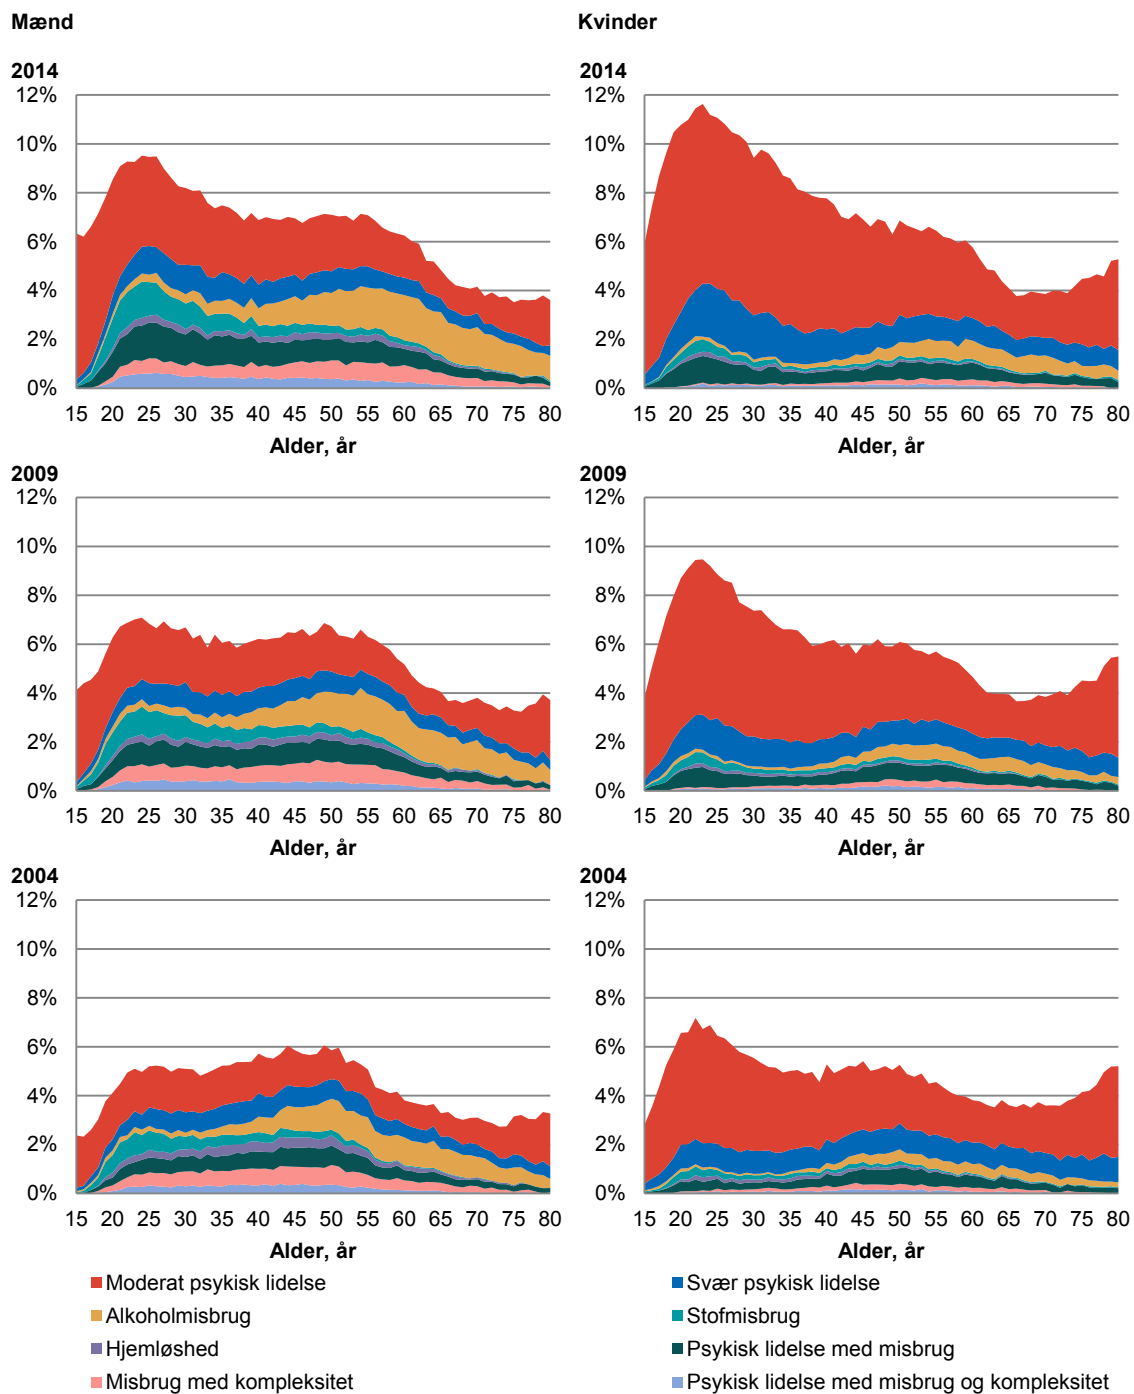 Mænd
Kvinder
2014
12%
10%
8%
6%
4%
2%
0%
15 20 25 30 35 40 45 50 55 60 65 70 75 80
Alder, år
2014
12%
10%
8%
6%
4%
2%
0%
15 20 25 30 35 40 45 50 55 60 65 70 75 80
Alder, år
2009
12%
10%
8%
6%
4%
2%
0%
15 20 25 30 35 40 45 50 55 60 65 70 75 80
Alder, år
2009
12%
10%
8%
6%
4%
2%
0%
15 20 25 30 35 40 45 50 55 60 65 70 75 80
Alder, år
2004
12%
10%
8%
6%
4%
2%
0%
15 20 25 30 35 40 45 50 55 60 65 70 75 80
Alder, år
2004
12%
10%
8%
6%
4%
2%
0%
15 20 25 30 35 40 45 50 55 60 65 70 75 80
Alder, år
Moderat psykisk lidelse
Svær psykisk lidelse
Alkoholmisbrug
Stofmisbrug
Hjemløshed
Psykisk lidelse med misbrug
Misbrug med kompleksitet
Psykisk lidelse med misbrug og kompleksitet